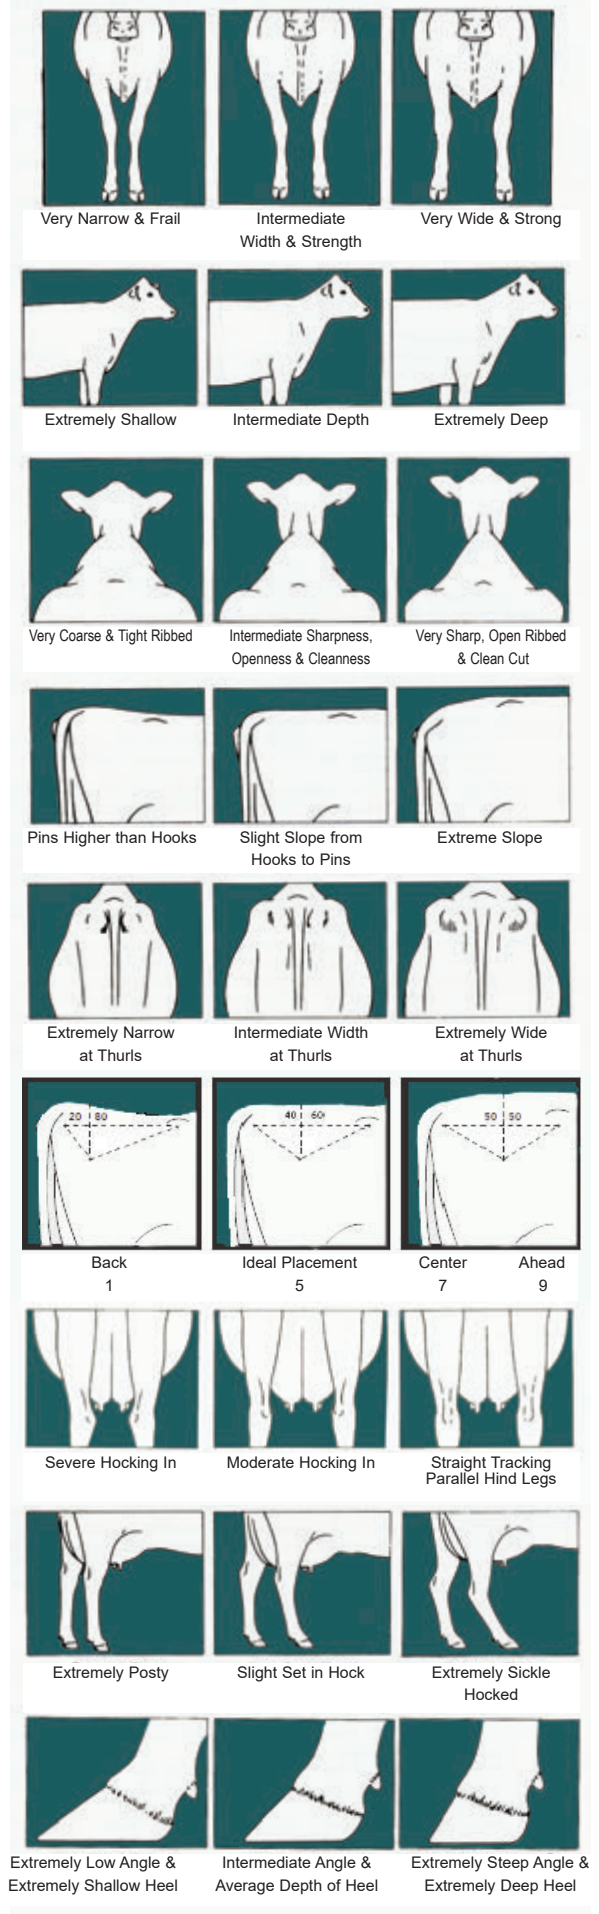 Very Narrow & Frail
Intermediate
Width & Strength
Very Wide & Strong
Extremely Shallow
Intermediate Depth
Extremely Deep
Very Coarse & Tight Ribbed
Intermediate Sharpness,
Openness & Cleanness
Very Sharp, Open Ribbed
& Clean Cut
Pins Higher than Hooks
Slight Slope from
Hooks to Pins
Extreme Slope
Extremely Narrow
at Thurls
Intermediate Width
at Thurls
Extremely Wide
at Thurls
20 80
40 60
50 50
Back
1
Ideal Placement
5
Center
7
Ahead
9
Severe Hocking In
Moderate Hocking In
Straight Tracking
Parallel Hind Legs
Extremely Posty
Slight Set in Hock
Extremely Sickle
Hocked
Extremely Low Angle &
Extremely Shallow Heel
Intermediate Angle &
Average Depth of Heel
Extremely Steep Angle &
Extremely Deep Heel